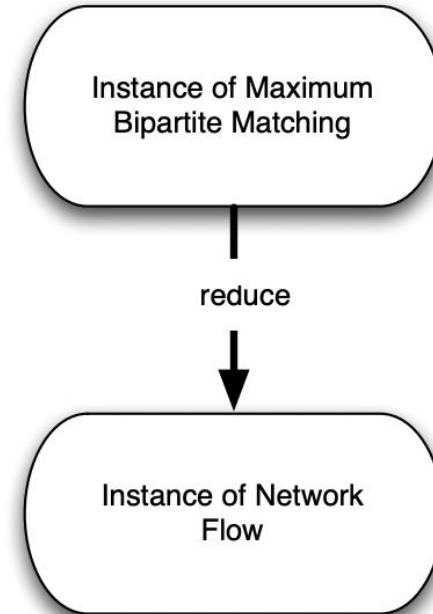 Instance of Maximum
Bipartite Matching
reduce
Instance of Network
Flow